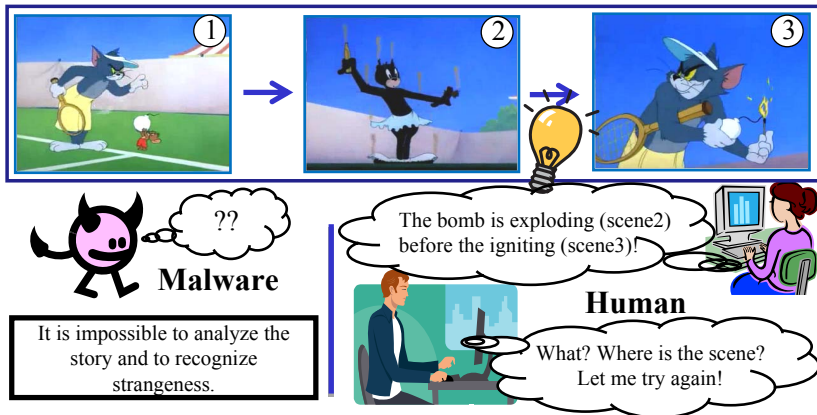 1
2
3
??
Malware
It is impossible to analyze the
story and to recognize
strangeness.
The bomb is exploding (scene2)
before the igniting (scene3)!
Human
What? Where is the scene?
Let me try again!